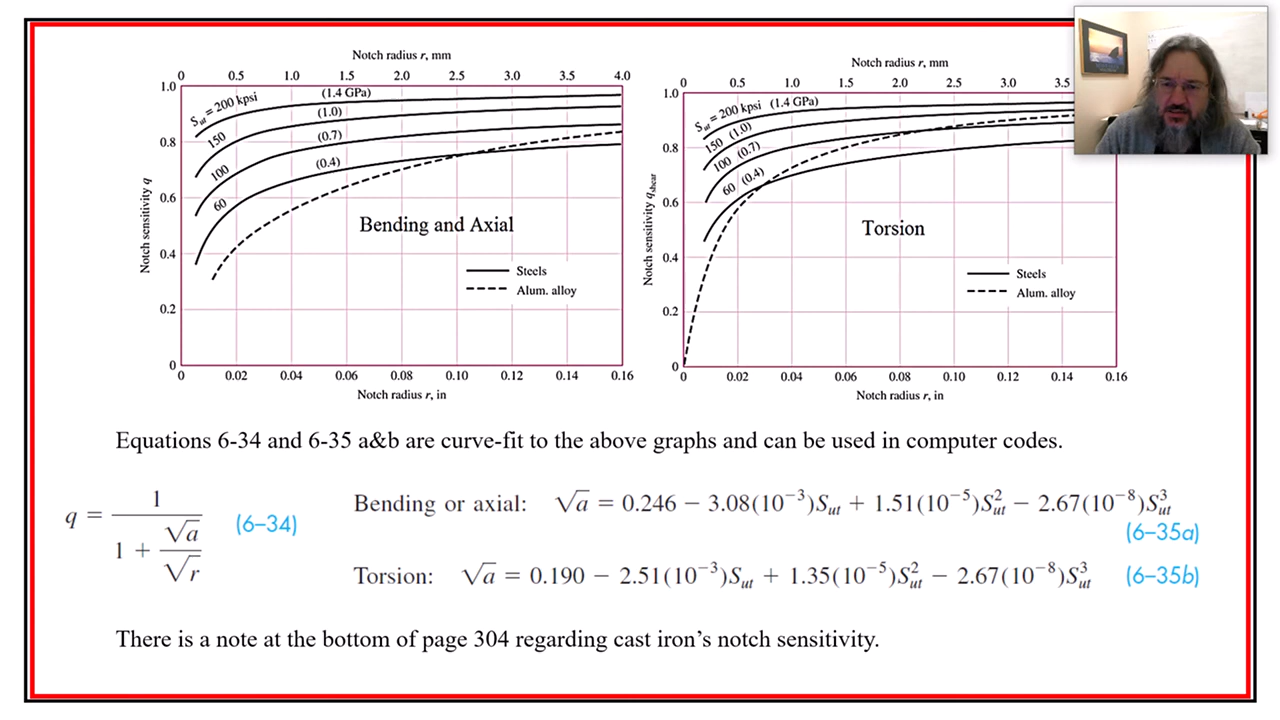 Notch radius r, mm
0 0.5 1.0 1.5 2.0 2.5 3.0 3.5 4.0
1.0
0.8
0.6
0.4
0.2
0
Notch sensitivity q
Sut = 200 kpsi
(1.4 GPa)
150
(1.0)
100
(0.7)
60
(0.4)
Bending and Axial
Steels
Alum. alloy
0 0.02 0.04 0.06 0.08 0.10 0.12 0.14 0.16
Notch radius r, in
Notch radius r, mm
0 0.5 1.0 1.5 2.0 2.5 3.0 3.5
1.0
0.8
0.6
0.4
0.2
0
Notch sensitivity qshear
Sut = 200 kpsi (1.4 GPa)
150 (1.0)
100 (0.7)
60 (0.4)
Torsion
Steels
Alum. alloy
0 0.02 0.04 0.06 0.08 0.10 0.12 0.14 0.16
Notch radius r, in
Equations 6-34 and 6-35 a&b are curve-fit to the above graphs and can be used in computer codes.
q = 1 / (1 + √a / √r) (6–34)
Bending or axial: √a = 0.246 − 3.08(10⁻³)Sut + 1.51(10⁻⁵)S²ut − 2.67(10⁻⁸)S³ut
(6–35a)
Torsion: √a = 0.190 − 2.51(10⁻³)Sut + 1.35(10⁻⁵)S²ut − 2.67(10⁻⁸)S³ut (6–35b)
There is a note at the bottom of page 304 regarding cast iron’s notch sensitivity.